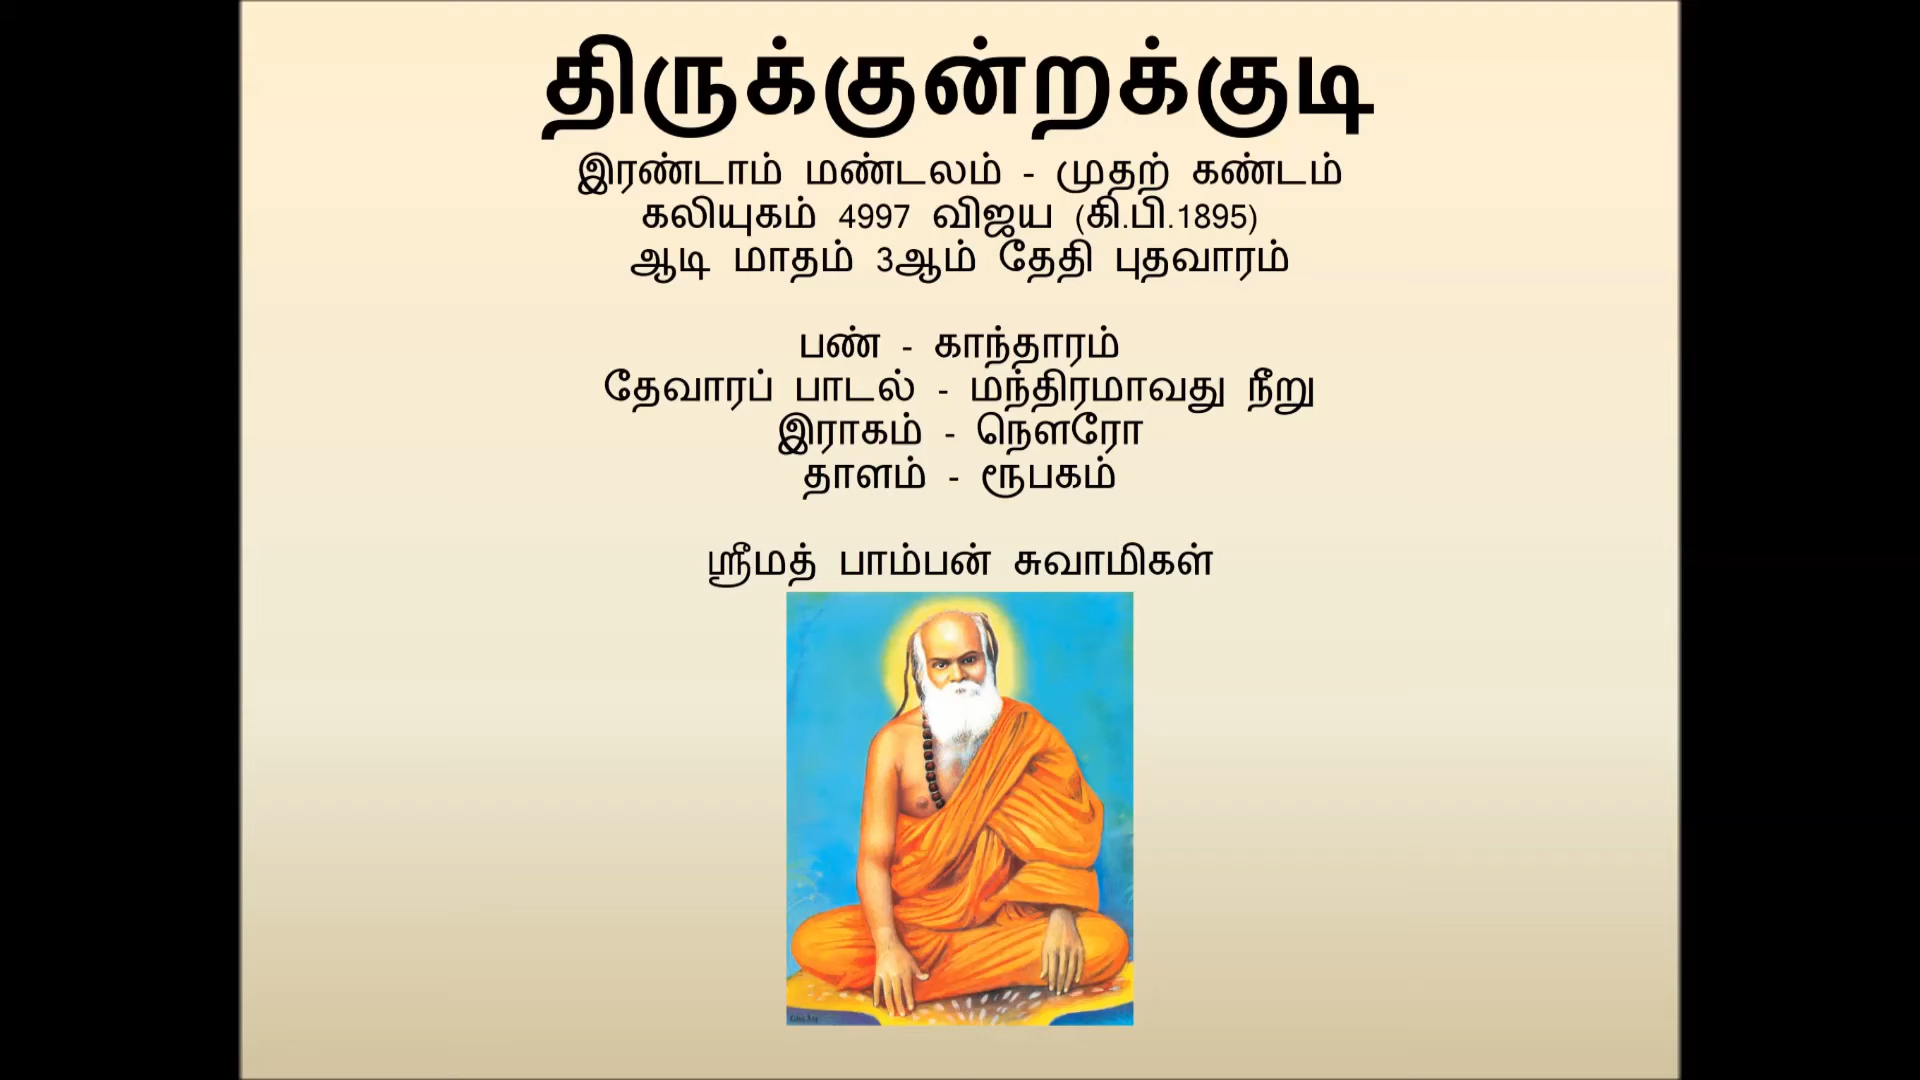 திருக்குன்றக்குடி
இரண்டாம் மண்டலம் - முதற் கண்டம்
கலியுகம் 4997 விஜய (கி.பி.1895)
ஆடி மாதம் 3ஆம் தேதி புதவாரம்
பண் - காந்தாரம்
தேவாரப் பாடல் - மந்திரமாவது நீறு
இராகம் - நௌரோ
தாளம் - ரூபகம்
ஸ்ரீமத் பாம்பன் சுவாமிகள்